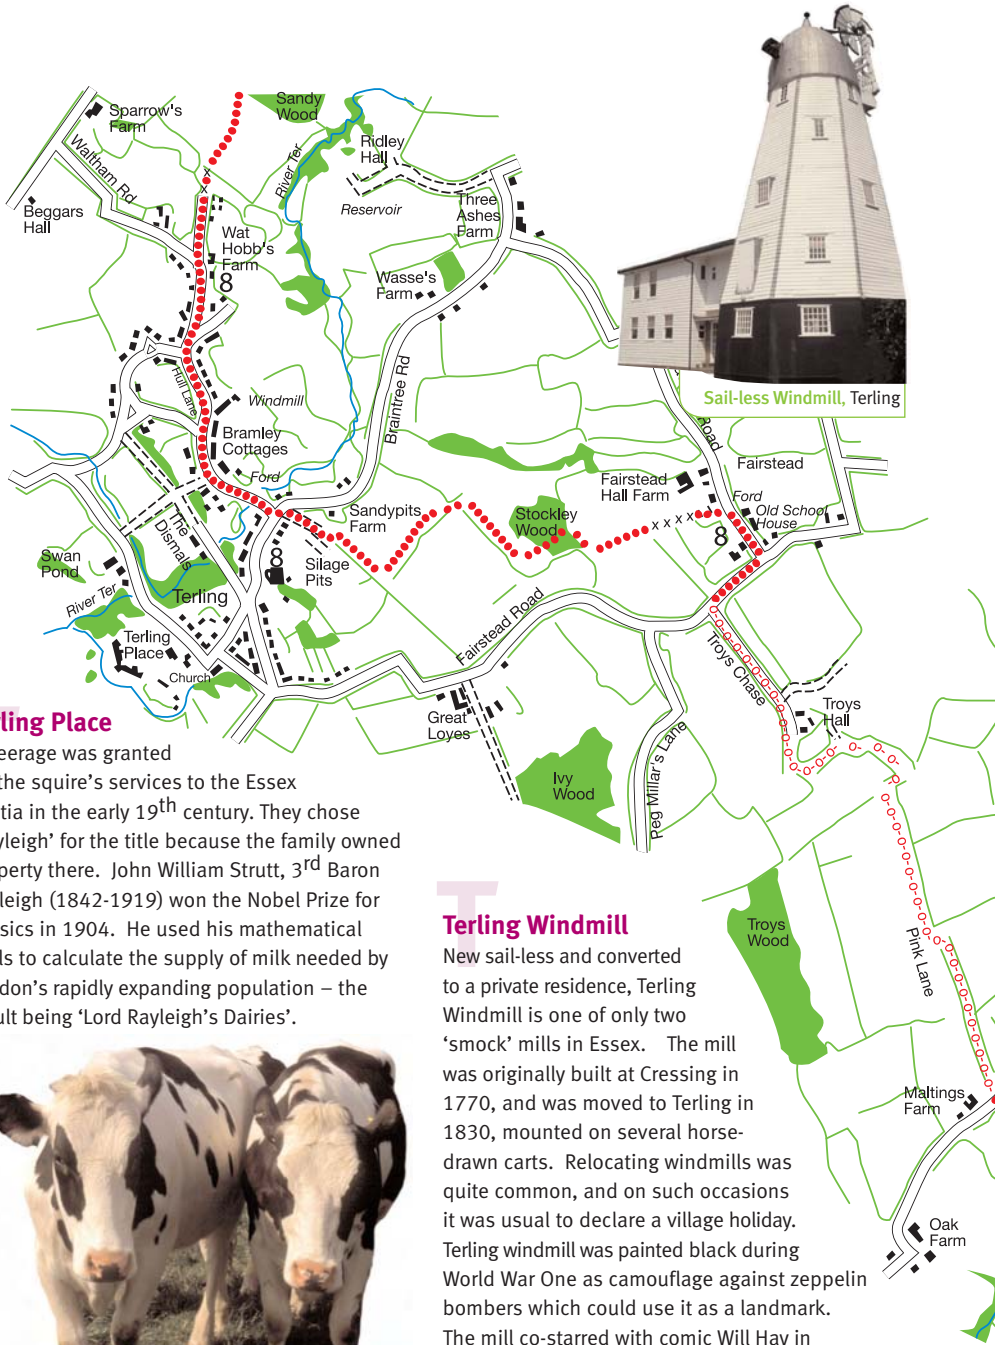 Sandy
Wood
Sparrow's
Farm
River Ter
Ridley
Hall
Waltham Rd
Reservoir
Three
Ashes
Farm
Beggars
Hall
Wat
Hobb's
Farm
8
Wasse's
Farm
Hull Lane
Braintree Rd
Windmill
Bramley
Cottages
Ford
Sail-less Windmill, Terling
Road
Fairstead
Fairstead
Hall Farm
Ford
Old School
House
8
Sandypits
Farm
Stockley
Wood
x x x x
x
x
The
Dismals
8
Silage
Pits
Swan
Pond
River Ter
Terling
Terling
Place
Church
Fairstead Road
Troys Chase
Great
Loyes
Troys
Hall
Ivy
Wood
Peg Millar's Lane
Troys
Wood
Pink Lane
Maltings
Farm
Oak
Farm
ling Place
eerage was granted
the squire's services to the Essex
tia in the early 19th century. They chose
yleigh’ for the title because the family owned
perty there. John William Strutt, 3rd Baron
leigh (1842-1919) won the Nobel Prize for
sics in 1904. He used his mathematical
ls to calculate the supply of milk needed by
don’s rapidly expanding population – the
ult being ‘Lord Rayleigh’s Dairies’.
T
Terling Windmill
New sail-less and converted
to a private residence, Terling
Windmill is one of only two
‘smock’ mills in Essex. The mill
was originally built at Cressing in
1770, and was moved to Terling in
1830, mounted on several horse-
drawn carts. Relocating windmills was
quite common, and on such occasions
it was usual to declare a village holiday.
Terling windmill was painted black during
World War One as camouflage against zeppelin
bombers which could use it as a landmark.
The mill co-starred with comic Will Hay in